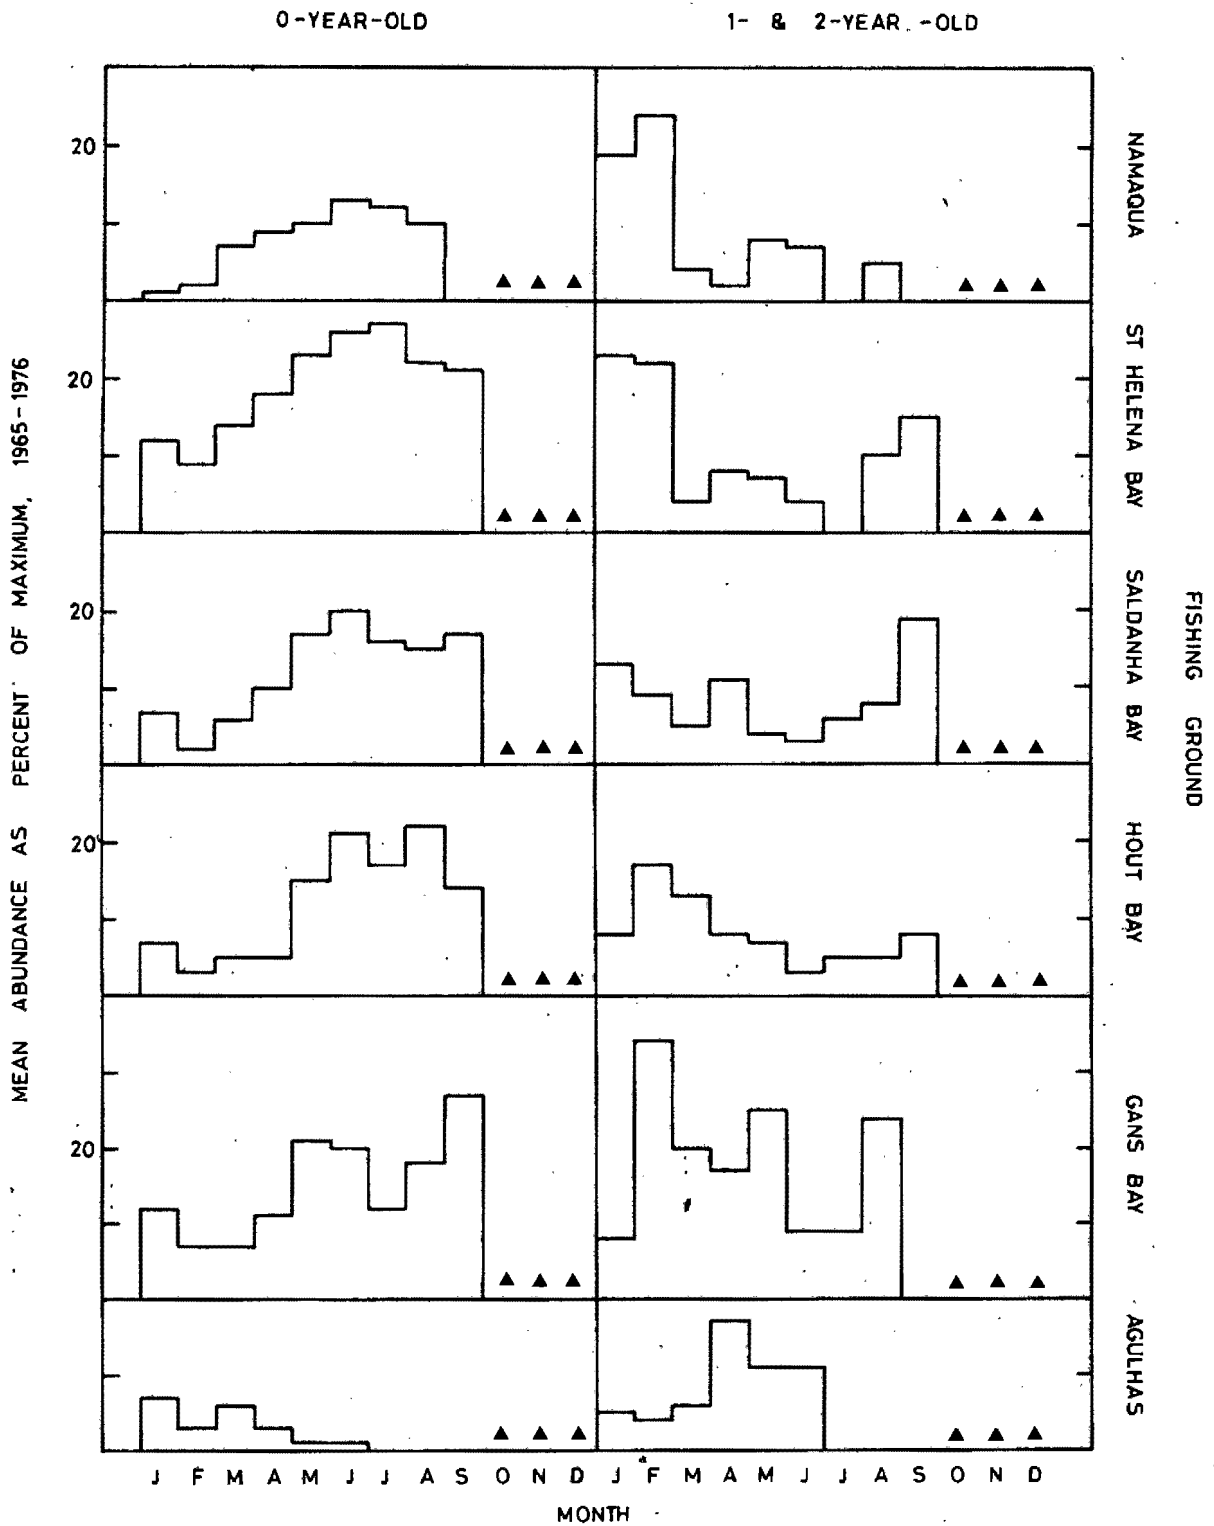 0-YEAR-OLD
1- & 2-YEAR.-OLD
MEAN ABUNDANCE AS PERCENT OF MAXIMUM, 1965-1976
20
20
20
20
20
NAMAQUA
ST HELENA BAY
SALDANHA BAY
HOUT BAY
GANS BAY
AGULHAS
FISHING GROUND
J F M A M J J A S O N D
J F M A M J J A S O N D
MONTH